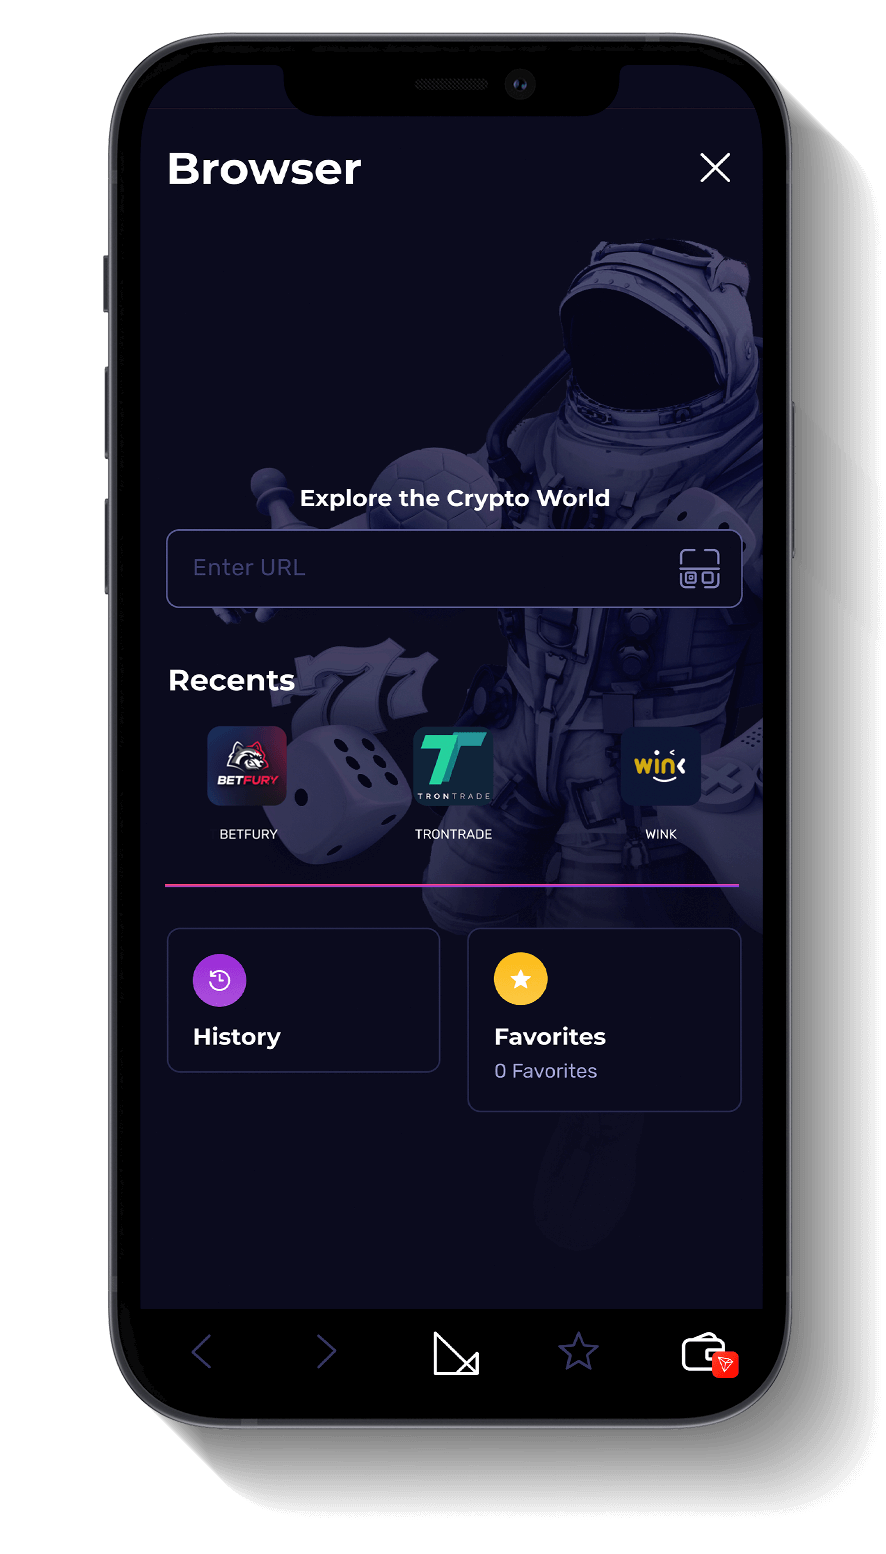 Browser
Explore the Crypto World
Enter URL
Recents
BETFURY
TRONTRADE
WINK
BETFURY
TRONTRADE
WINK
History
Favorites
0 Favorites